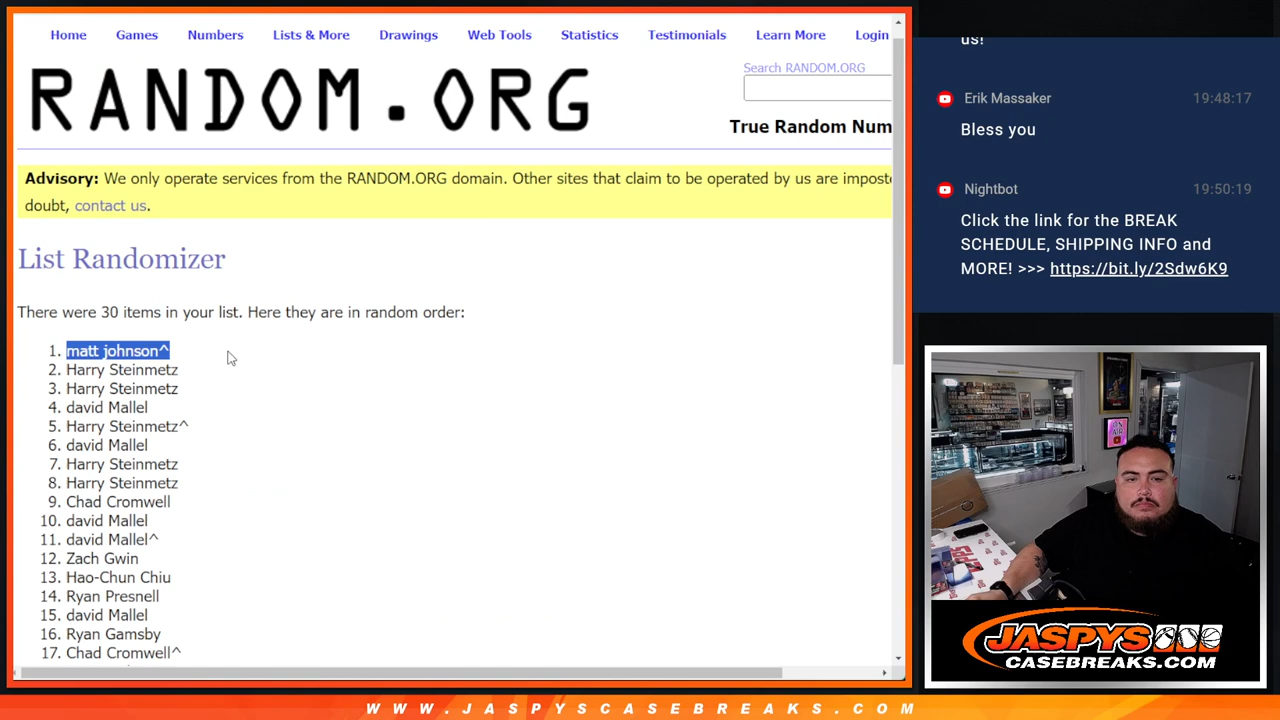 Home Games Numbers Lists & More Drawings Web Tools Statistics Testimonials Learn More Login
RANDOM.ORG
Search RANDOM.ORG
True Random Num
Advisory: We only operate services from the RANDOM.ORG domain. Other sites that claim to be operated by us are imposte
doubt, contact us.
List Randomizer
There were 30 items in your list. Here they are in random order:
1. matt johnson^
2. Harry Steinmetz
3. Harry Steinmetz
4. david Mallel
5. Harry Steinmetz^
6. david Mallel
7. Harry Steinmetz
8. Harry Steinmetz
9. Chad Cromwell
10. david Mallel
11. david Mallel^
12. Zach Gwin
13. Hao-Chun Chiu
14. Ryan Presnell
15. david Mallel
16. Ryan Gamsby
17. Chad Cromwell^
us!
Erik Massaker 19:48:17
Bless you
Nightbot 19:50:19
Click the link for the BREAK
SCHEDULE, SHIPPING INFO and
MORE! >>> https://bit.ly/2Sdw6K9
JASPYS
CASEBREAKS.COM
WWW.JASPYSCASEBREAKS.COM